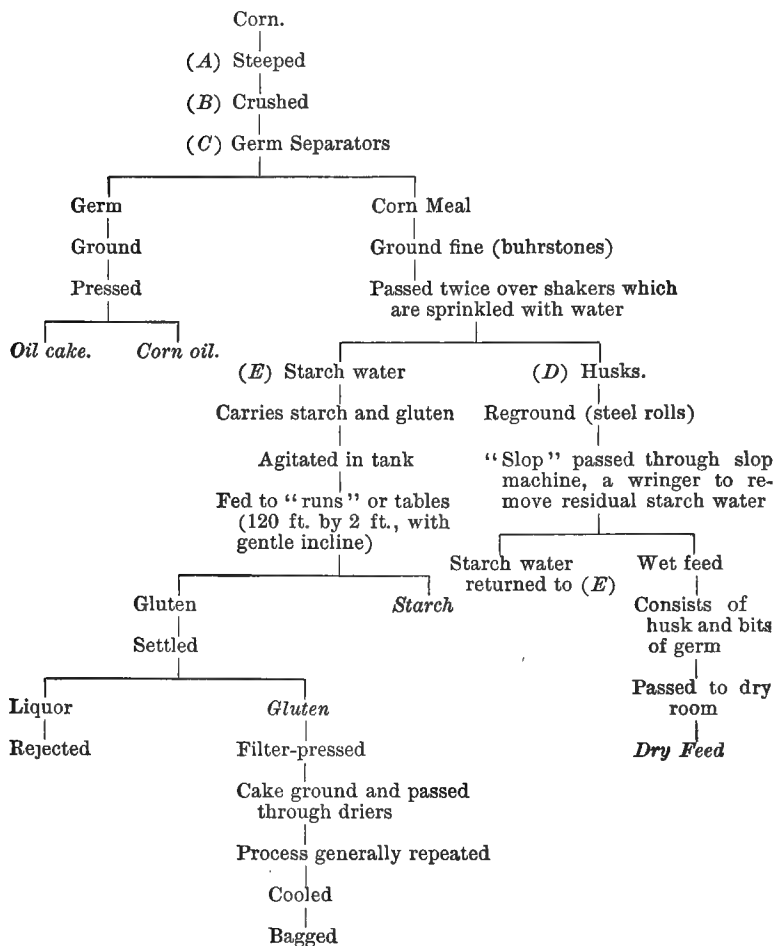 Corn.
(A) Steeped
(B) Crushed
(C) Germ Separators
Germ
Ground
Pressed
Oil cake.
Corn oil.
Corn Meal
Ground fine (buhrstones)
Passed twice over shakers which
are sprinkled with water
(E) Starch water
Carries starch and gluten
Agitated in tank
Fed to "runs" or tables
(120 ft. by 2 ft., with
gentle incline)
Gluten
Settled
Liquor
Rejected
Gluten
Filter-pressed
Cake ground and passed
through driers
Process generally repeated
Cooled
Bagged
Starch
(D) Husks.
Reground (steel rolls)
"Slop" passed through slop
machine, a wringer to re-
move residual starch water
Starch water
returned to (E)
Wet feed
Consists of
husk and bits
of germ
Passed to dry
room
Dry Feed